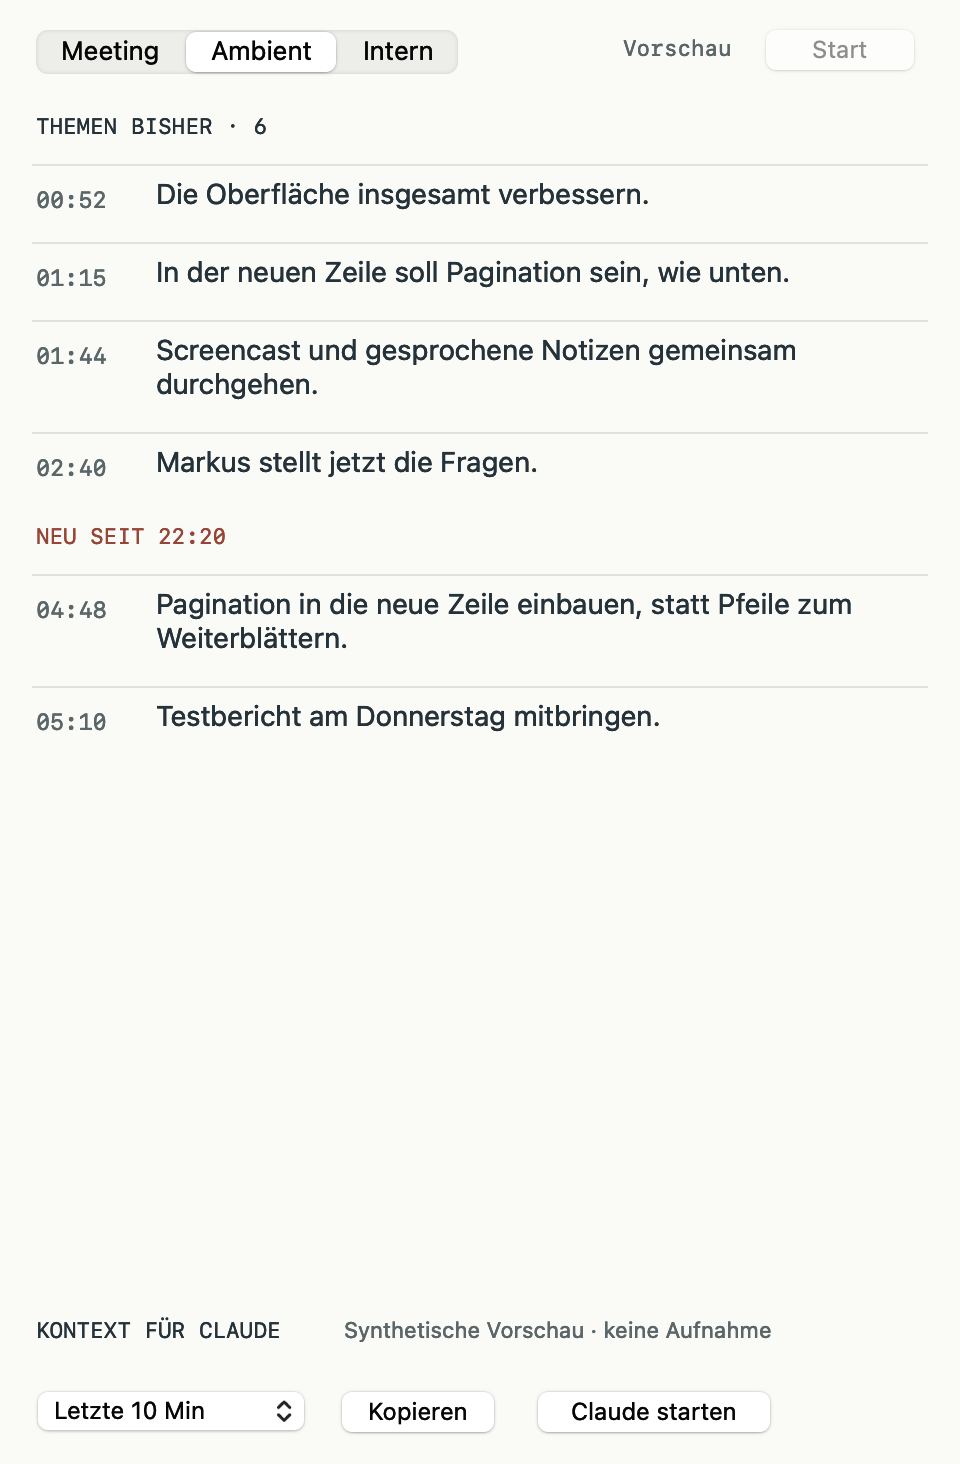 Meeting Ambient Intern Vorschau Start
THEMEN BISHER · 6
00:52 Die Oberfläche insgesamt verbessern.
01:15 In der neuen Zeile soll Pagination sein, wie unten.
01:44 Screencast und gesprochene Notizen gemeinsam
durchgehen.
02:40 Markus stellt jetzt die Fragen.
NEU SEIT 22:20
04:48 Pagination in die neue Zeile einbauen, statt Pfeile zum
Weiterblättern.
05:10 Testbericht am Donnerstag mitbringen.
KONTEXT FÜR CLAUDE Synthetische Vorschau · keine Aufnahme
Letzte 10 Min Kopieren Claude starten